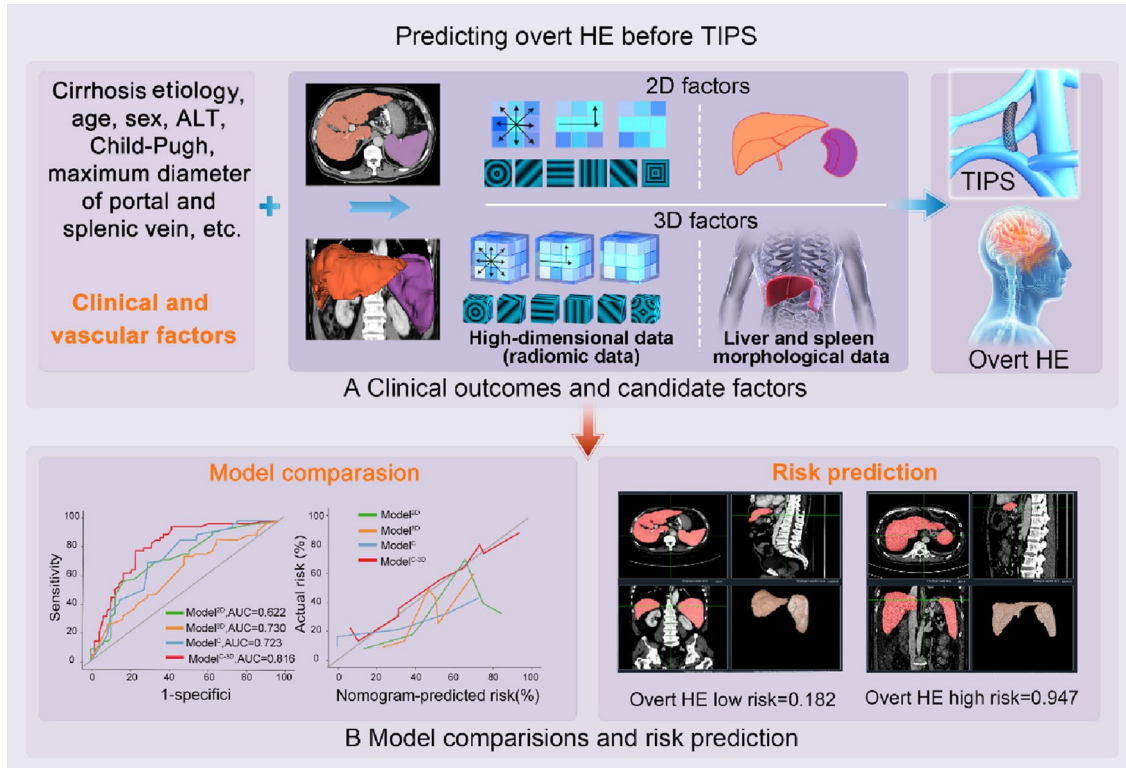 Predicting overt HE before TIPS
Cirrhosis etiology,
age, sex, ALT,
Child-Pugh,
maximum diameter
of portal and
splenic vein, etc.
+
Clinical and
vascular factors
2D factors
3D factors
High-dimensional data
(radiomic data)
Liver and spleen
morphological data
TIPS
Overt HE
A Clinical outcomes and candidate factors
Model comparasion
Sensitivity
100
80
60
40
20
0
Model2D,AUC=0.622
Model3D,AUC=0.730
ModelC,AUC=0.723
ModelC-3D,AUC=0.816
0 20 40 60 80 100
1-specifici
Actual risk (%)
100
80
60
40
20
0
Model2D
Model3D
ModelC
ModelC-3D
0 20 40 60 80 100
Nomogram-predicted risk(%)
Risk prediction
Overt HE low risk=0.182
Overt HE high risk=0.947
B Model comparisions and risk prediction